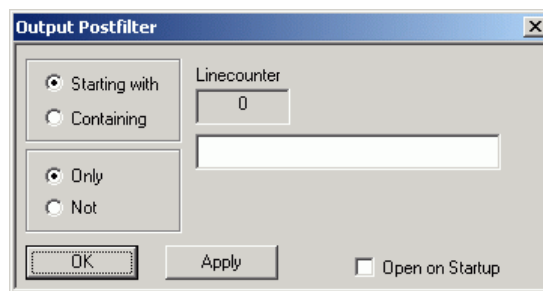 Output Postfilter
Starting with
Containing
Linecounter
0
Only
Not
OK
Apply
Open on Startup